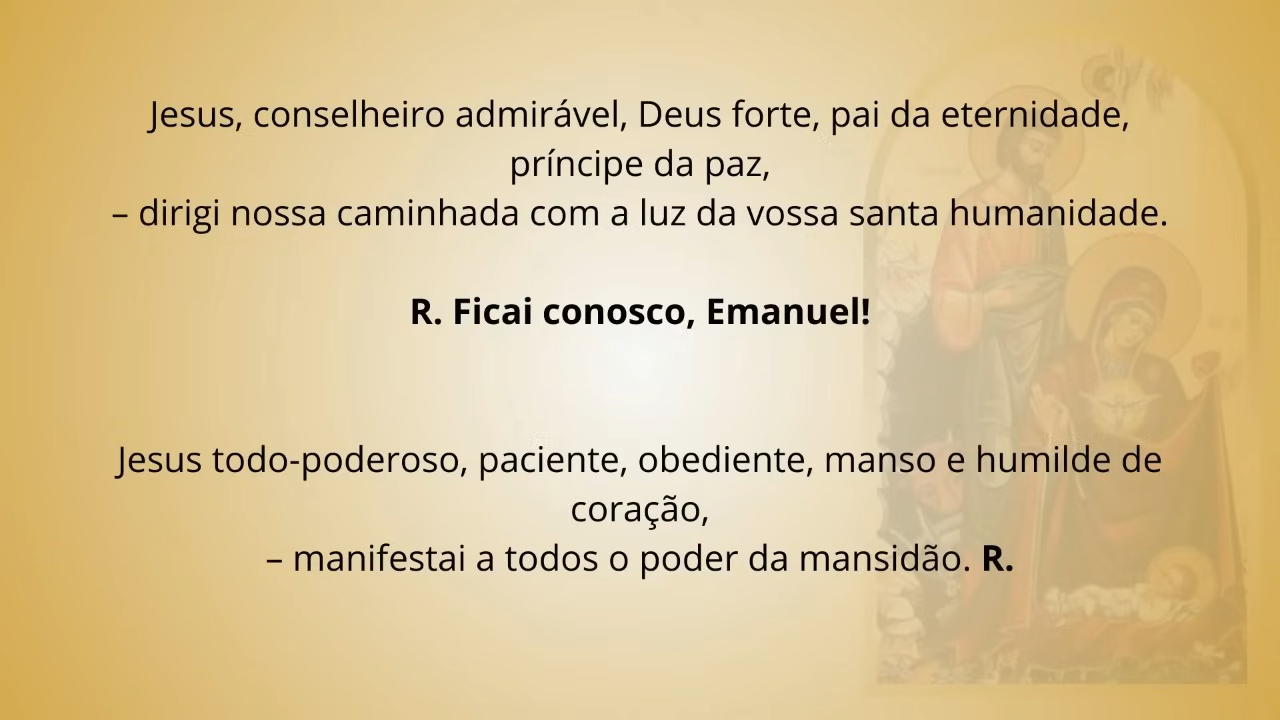 Jesus, conselheiro admirável, Deus forte, pai da eternidade,
príncipe da paz,
– dirigi nossa caminhada com a luz da vossa santa humanidade.
R. Ficai conosco, Emanuel!
Jesus todo-poderoso, paciente, obediente, manso e humilde de
coração,
– manifestai a todos o poder da mansidão. R.